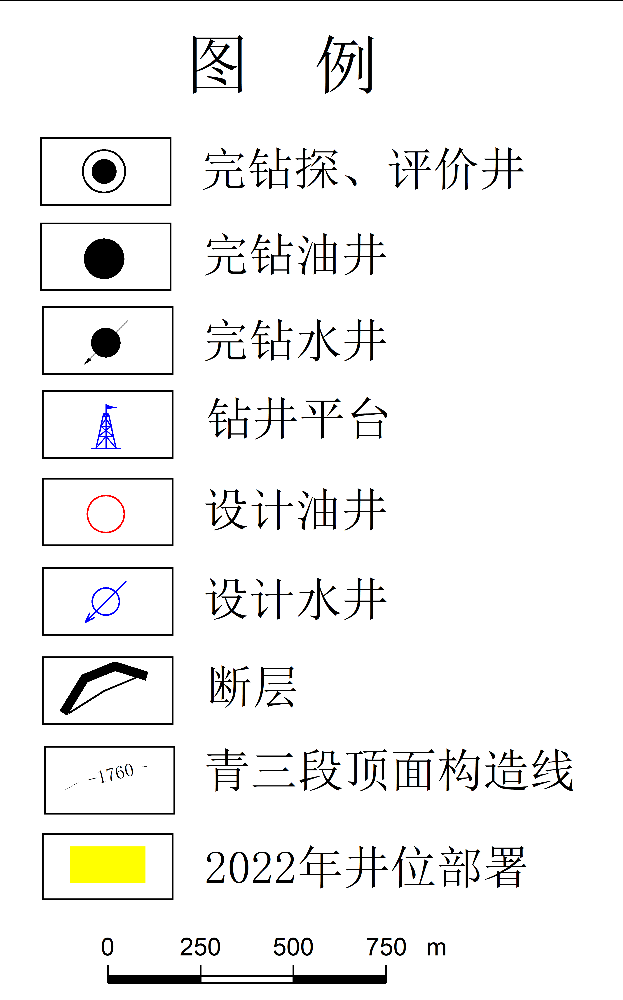 图 例
完钻探、评价井
完钻油井
完钻水井
钻井平台
设计油井
设计水井
断层
-1760
青三段顶面构造线
2022年井位部署
0 250 500 750 m